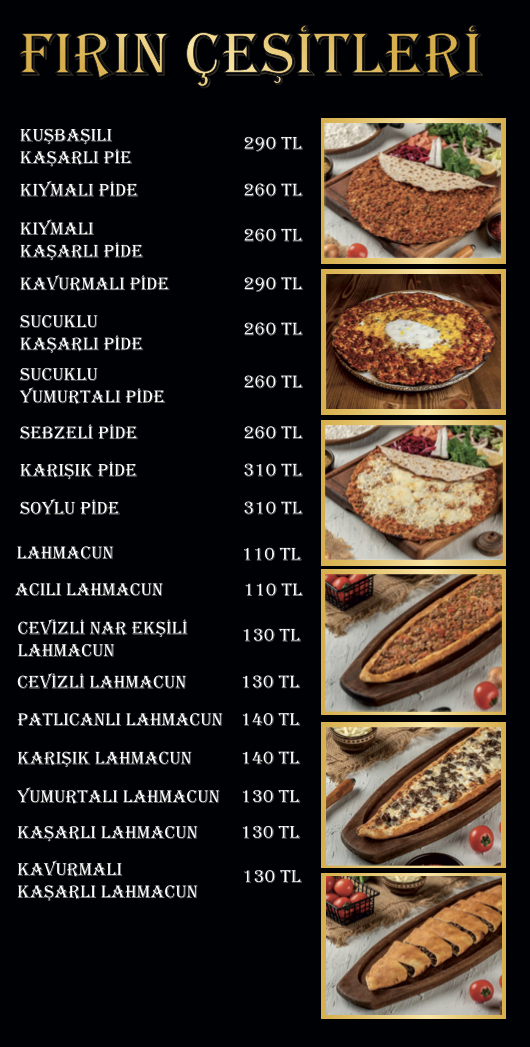 FIRIN ÇEŞİTLERİ
KUŞBAŞILI
KAŞARLI PİE 290 TL
KIYMALI PİDE 260 TL
KIYMALI
KAŞARLI PİDE 260 TL
KAVURMALI PİDE 290 TL
SUCUKLU
KAŞARLI PİDE 260 TL
SUCUKLU
YUMURTALI PİDE 260 TL
SEBZELİ PİDE 260 TL
KARIŞIK PİDE 310 TL
SOYLU PİDE 310 TL
LAHMACUN 110 TL
ACILI LAHMACUN 110 TL
CEVİZLİ NAR EKŞİLİ
LAHMACUN 130 TL
CEVİZLİ LAHMACUN 130 TL
PATLICANLI LAHMACUN 140 TL
KARIŞIK LAHMACUN 140 TL
YUMURTALI LAHMACUN 130 TL
KAŞARLI LAHMACUN 130 TL
KAVURMALI
KAŞARLI LAHMACUN 130 TL